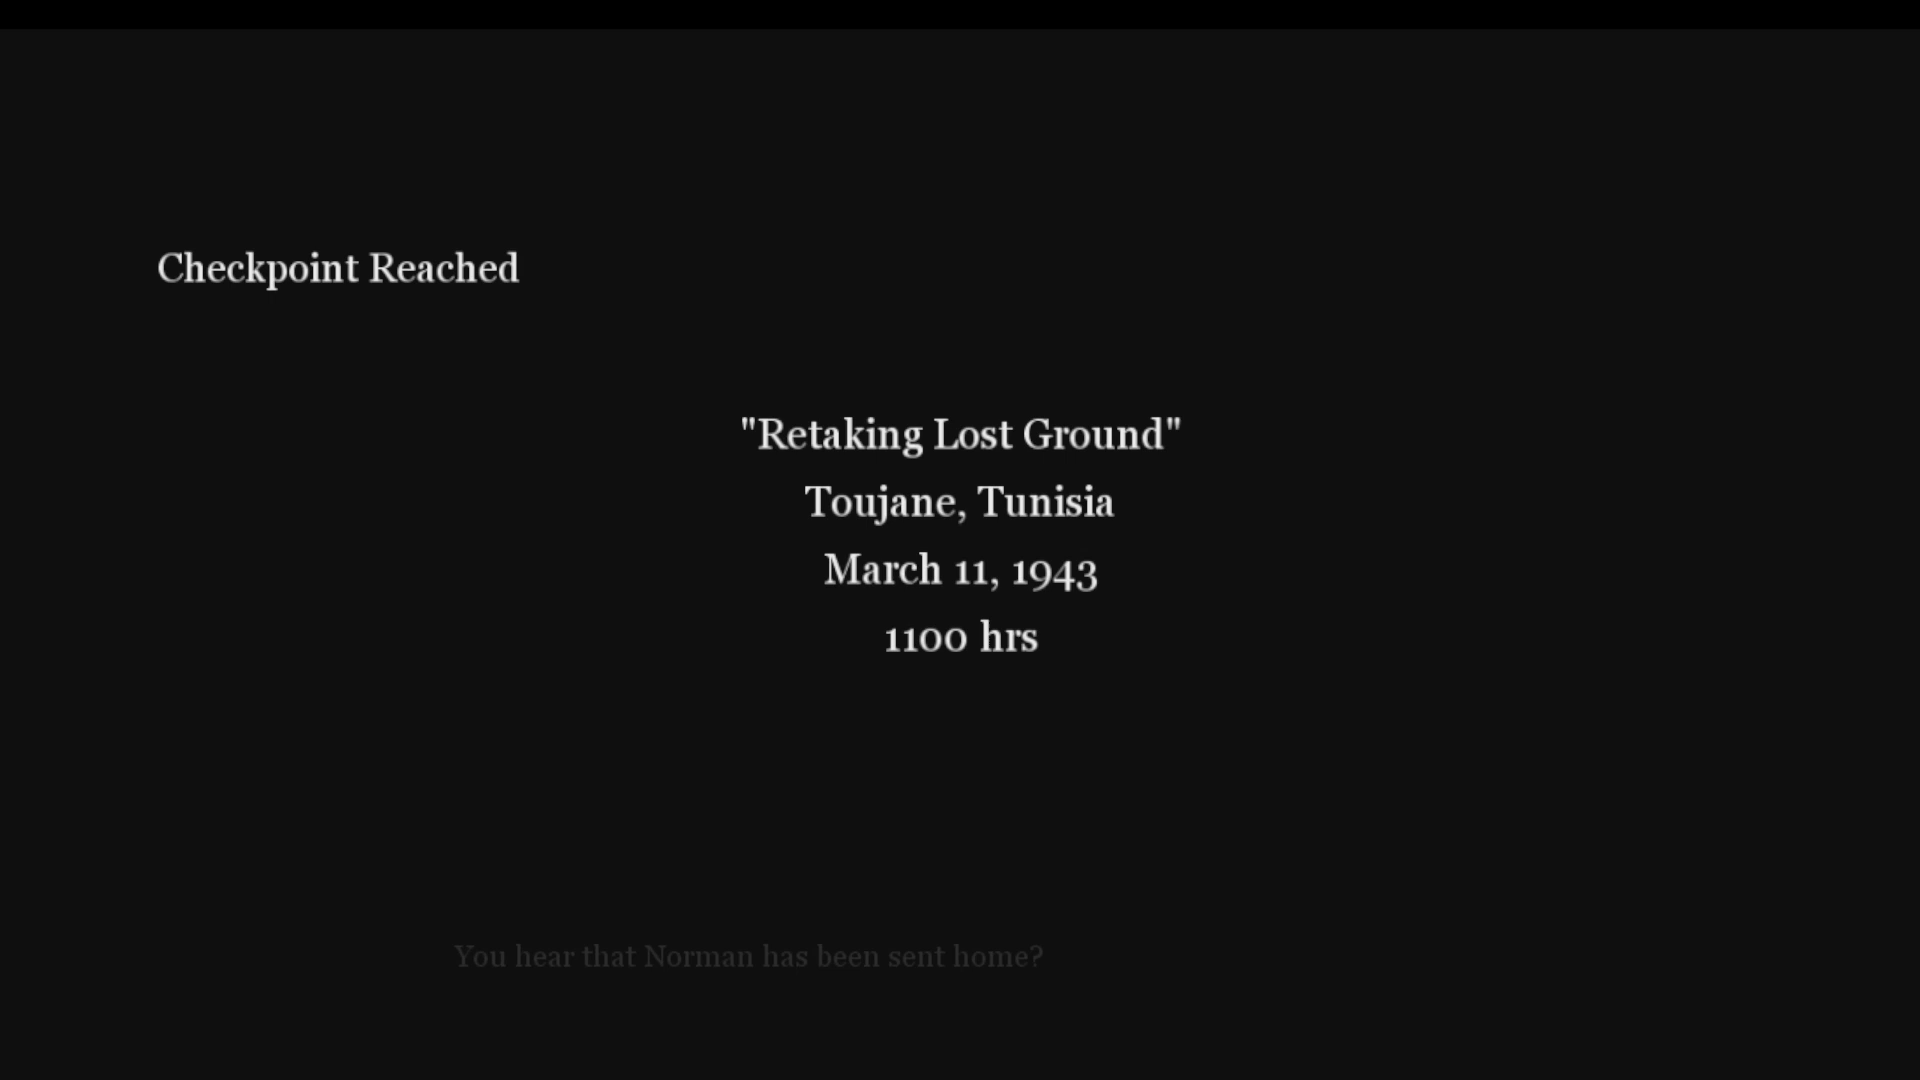 Checkpoint Reached
"Retaking Lost Ground"
Toujane, Tunisia
March 11, 1943
1100 hrs
You hear that Norman has been sent home?